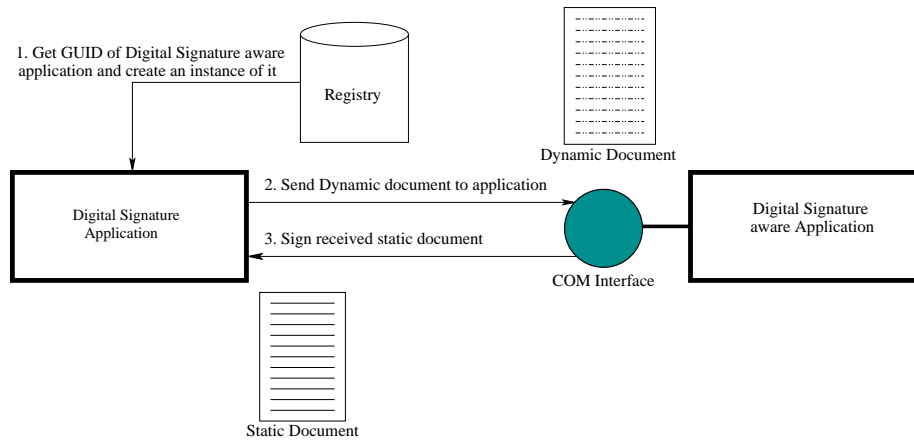 1. Get GUID of Digital Signature aware
application and create an instance of it
Registry
Dynamic Document
Digital Signature
Application
2. Send Dynamic document to application
3. Sign received static document
COM Interface
Digital Signature
aware Application
Static Document